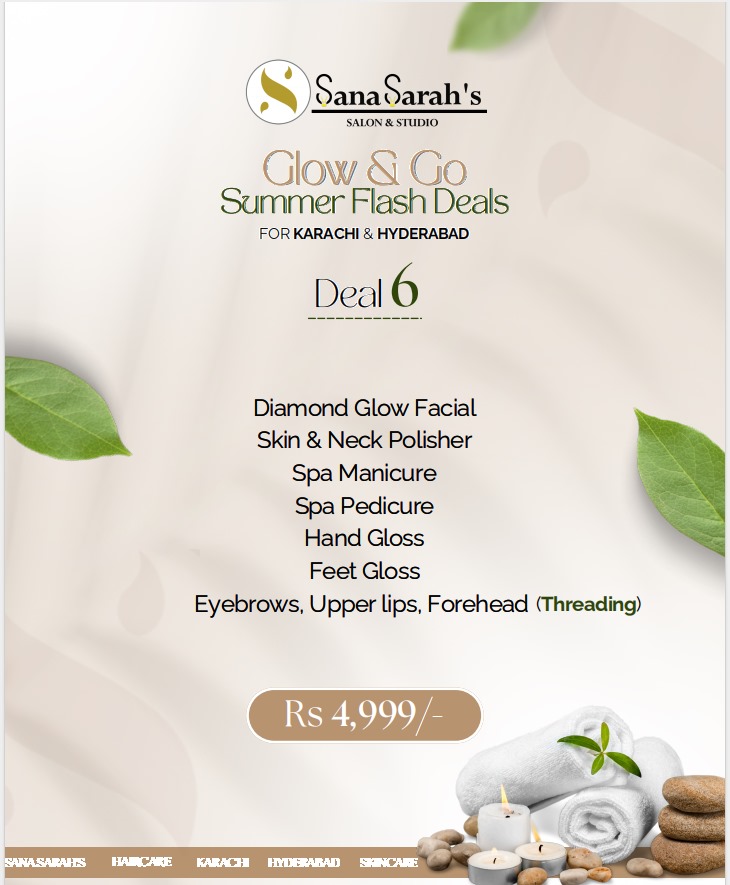 Sana Sarah's
SALON & STUDIO
Glow & Go
Summer Flash Deals
FOR KARACHI & HYDERABAD
Deal 6
Diamond Glow Facial
Skin & Neck Polisher
Spa Manicure
Spa Pedicure
Hand Gloss
Feet Gloss
Eyebrows, Upper lips, Forehead (Threading)
Rs 4,999/-
SANA SARAH'S HAIRCARE KARACHI HYDERABAD SKINCARE